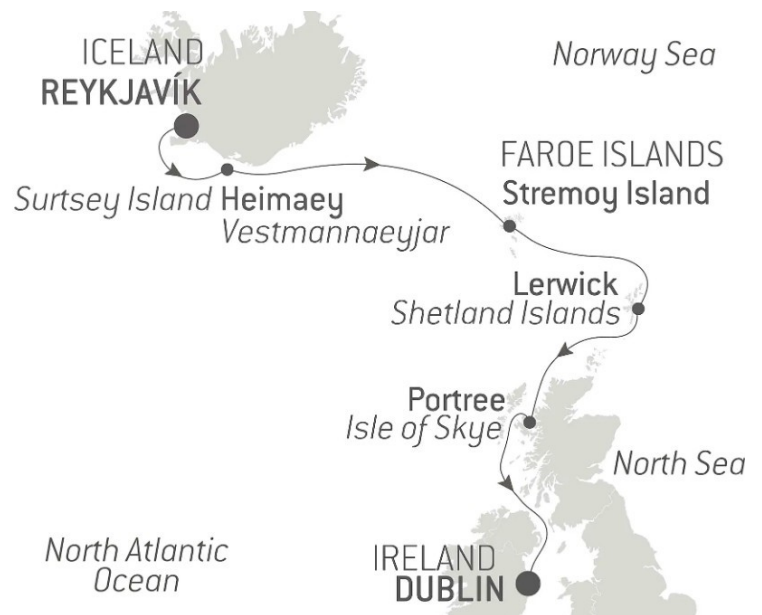 ICELAND
REYKJAVÍK
Norway Sea
FAROE ISLANDS
Stremoy Island
Surtsey Island Heimaey
Vestmannaeyjar
Lerwick
Shetland Islands
Portree
Isle of Skye
North Sea
North Atlantic
Ocean
IRELAND
DUBLIN